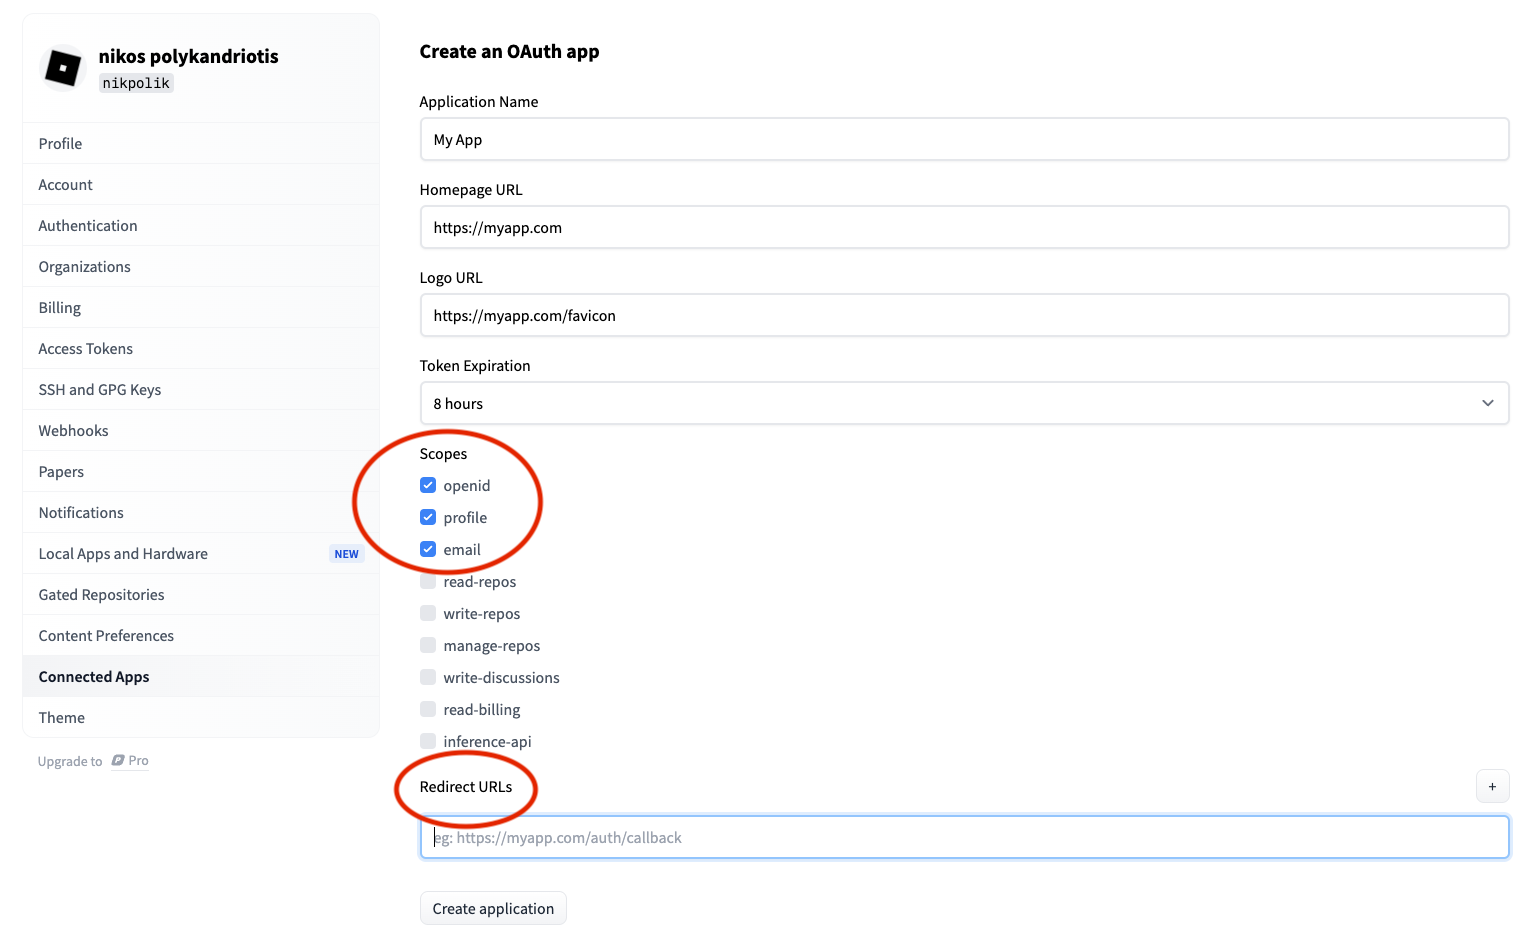 nikos polykandriotis
nikpolik
Profile
Account
Authentication
Organizations
Billing
Access Tokens
SSH and GPG Keys
Webhooks
Papers
Notifications
Local Apps and Hardware NEW
Gated Repositories
Content Preferences
Connected Apps
Theme
Upgrade to Pro
Create an OAuth app
Application Name
My App
Homepage URL
https://myapp.com
Logo URL
https://myapp.com/favicon
Token Expiration
8 hours
Scopes
openid
profile
email
read-repos
write-repos
manage-repos
write-discussions
read-billing
inference-api
Redirect URLs +
eg: https://myapp.com/auth/callback
Create application